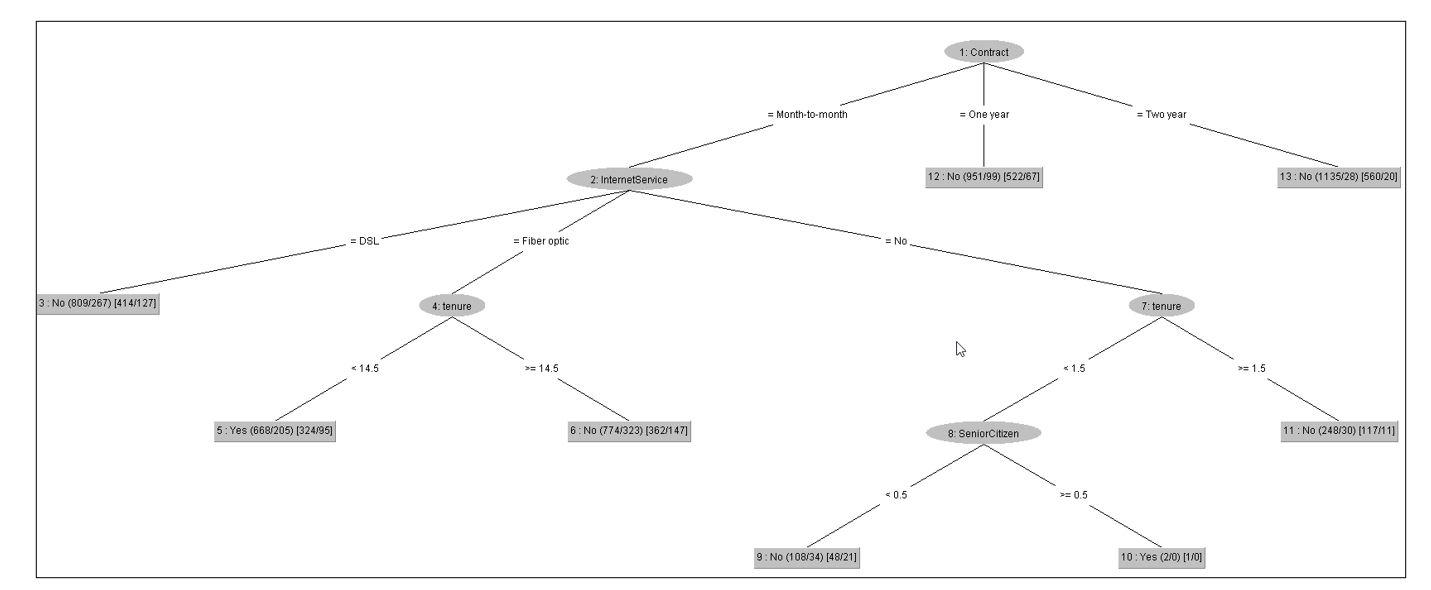 1: Contract
= Month-to-month
= One year
= Two year
2: InternetService
12 : No (951/99) [522/67]
13 : No (1135/28) [560/20]
= DSL
= Fiber optic
= No
3 : No (809/267) [414/127]
4: tenure
7: tenure
< 14.5
>= 14.5
< 1.5
>= 1.5
5 : Yes (668/205) [324/95]
6 : No (774/323) [362/147]
8: SeniorCitizen
11 : No (248/30) [117/11]
< 0.5
>= 0.5
9 : No (108/34) [48/21]
10 : Yes (2/0) [1/0]